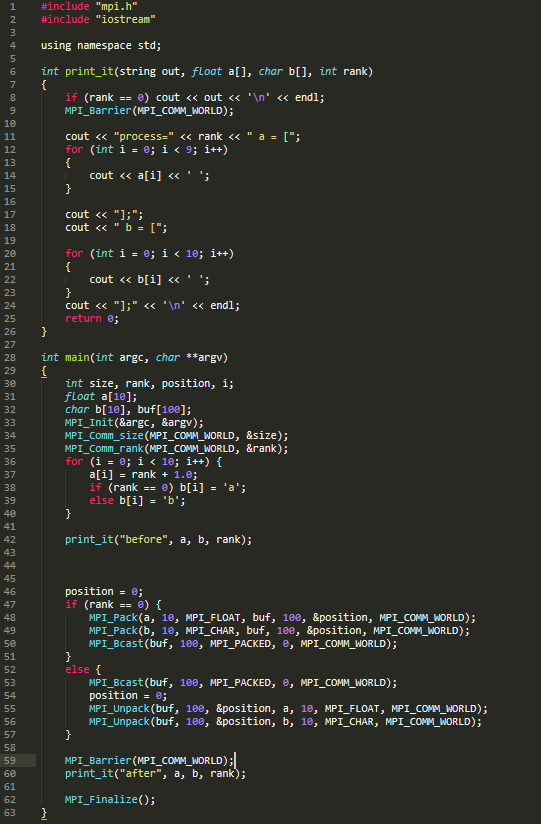 1 #include "mpi.h"
2 #include "iostream"
3
4 using namespace std;
5
6 int print_it(string out, float a[], char b[], int rank)
7 {
8 if (rank == 0) cout << out << '\n' << endl;
9 MPI_Barrier(MPI_COMM_WORLD);
10
11 cout << "process=" << rank << " a = [";
12 for (int i = 0; i < 9; i++)
13 {
14 cout << a[i] << ' ';
15 }
16
17 cout << "];";
18 cout << " b = [";
19
20 for (int i = 0; i < 10; i++)
21 {
22 cout << b[i] << ' ';
23 }
24 cout << "];" << '\n' << endl;
25 return 0;
26 }
27
28 int main(int argc, char **argv)
29 {
30 int size, rank, position, i;
31 float a[10];
32 char b[10], buf[100];
33 MPI_Init(&argc, &argv);
34 MPI_Comm_size(MPI_COMM_WORLD, &size);
35 MPI_Comm_rank(MPI_COMM_WORLD, &rank);
36 for (i = 0; i < 10; i++) {
37 a[i] = rank + 1.0;
38 if (rank == 0) b[i] = 'a';
39 else b[i] = 'b';
40 }
41
42 print_it("before", a, b, rank);
43
44
45
46 position = 0;
47 if (rank == 0) {
48 MPI_Pack(a, 10, MPI_FLOAT, buf, 100, &position, MPI_COMM_WORLD);
49 MPI_Pack(b, 10, MPI_CHAR, buf, 100, &position, MPI_COMM_WORLD);
50 MPI_Bcast(buf, 100, MPI_PACKED, 0, MPI_COMM_WORLD);
51 }
52 else {
53 MPI_Bcast(buf, 100, MPI_PACKED, 0, MPI_COMM_WORLD);
54 position = 0;
55 MPI_Unpack(buf, 100, &position, a, 10, MPI_FLOAT, MPI_COMM_WORLD);
56 MPI_Unpack(buf, 100, &position, b, 10, MPI_CHAR, MPI_COMM_WORLD);
57 }
58
59 MPI_Barrier(MPI_COMM_WORLD);
60 print_it("after", a, b, rank);
61
62 MPI_Finalize();
63 }